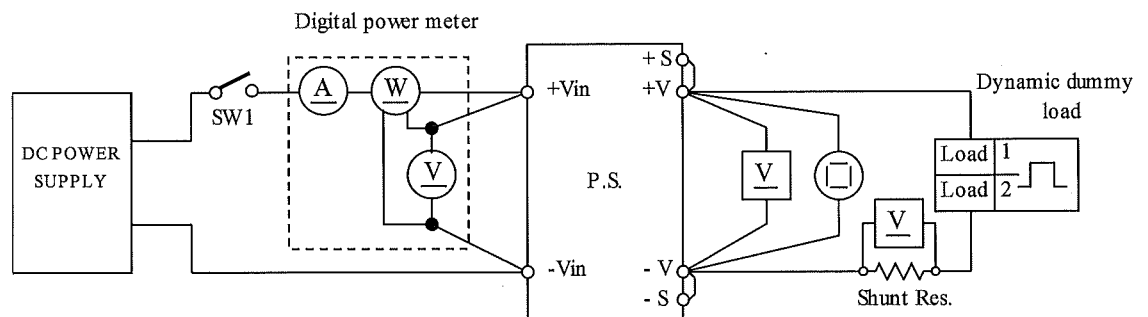 Digital power meter
DC POWER
SUPPLY
SW1
A
W
V
+Vin
-Vin
P.S.
+S
+V
-V
-S
V
V
Shunt Res.
Dynamic dummy
load
Load 1
Load 2